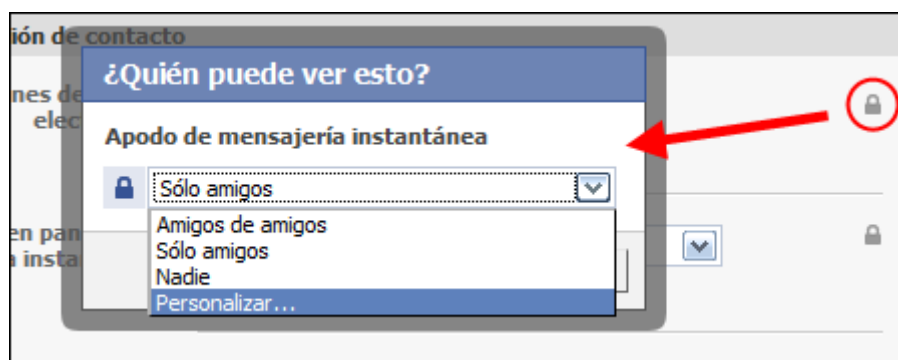 ión de contacto
¿Quién puede ver esto?
nes de
elec
Apodo de mensajería instantánea
Sólo amigos
Amigos de amigos
en pan
Sólo amigos
a insta
Nadie
Personalizar...